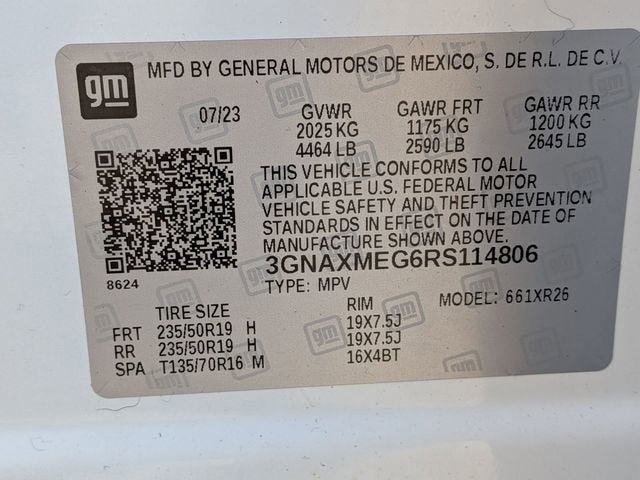 gm
MFD BY GENERAL MOTORS DE MEXICO, S. DE R.L. DE C.V.
07/23 GVWR GAWR FRT GAWR RR
2025 KG 1175 KG 1200 KG
4464 LB 2590 LB 2645 LB
THIS VEHICLE CONFORMS TO ALL
APPLICABLE U.S. FEDERAL MOTOR
VEHICLE SAFETY AND THEFT PREVENTION
STANDARDS IN EFFECT ON THE DATE OF
MANUFACTURE SHOWN ABOVE.
3GNAXMEG6RS114806
8624
TYPE: MPV MODEL: 661XR26
TIRE SIZE RIM
FRT 235/50R19 H 19X7.5J
RR 235/50R19 H 19X7.5J
SPA T135/70R16 M 16X4BT